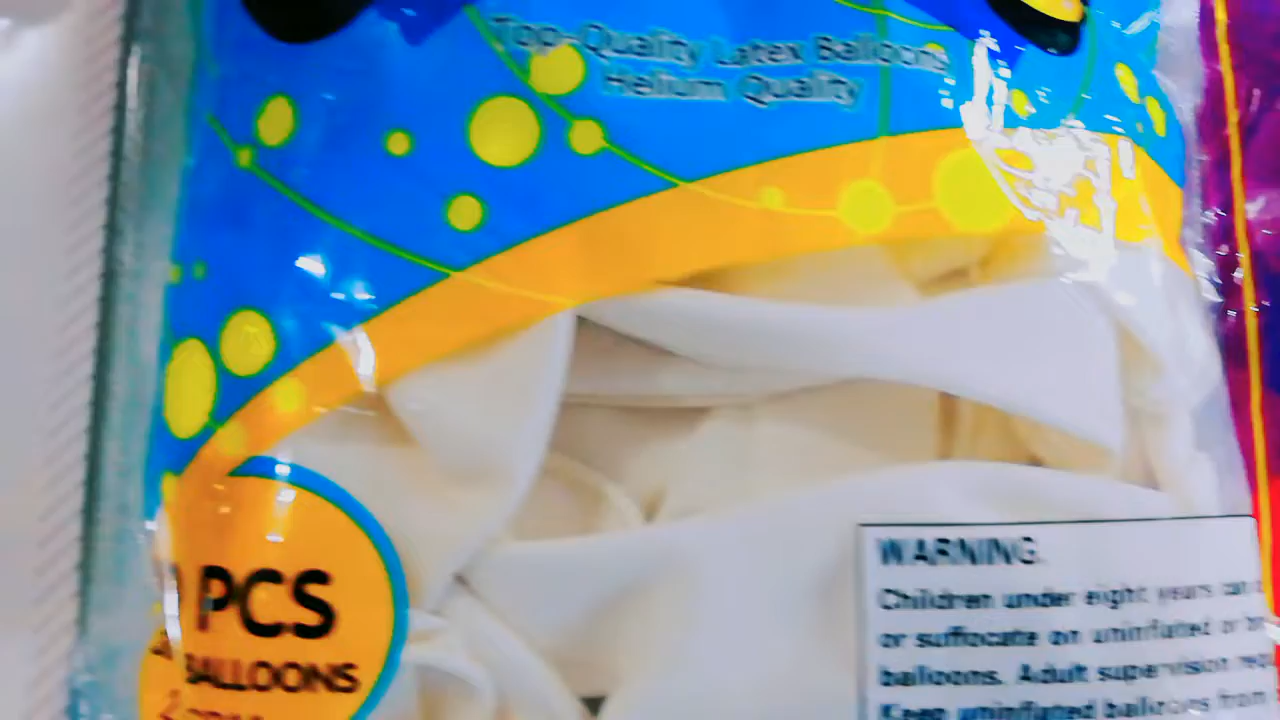 Top-Quality Latex Balloons
Helium Quality
PCS
BALLOONS
WARNING:
Children under eight years can
or suffocate on uninflated or
balloons. Adult supervision
Keep uninflated balloons from